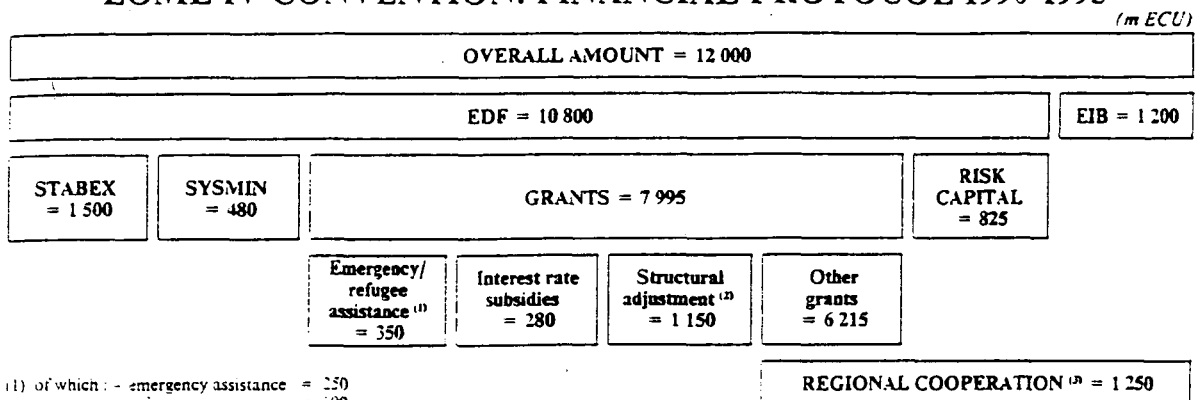 (m ECU)
OVERALL AMOUNT = 12 000
EDF = 10 800
EIB = 1 200
STABEX
= 1 500
SYSMIN
= 480
GRANTS = 7 995
RISK
CAPITAL
= 825
Emergency/
refugee
assistance (1)
= 350
Interest rate
subsidies
= 280
Structural
adjustment (2)
= 1 150
Other
grants
= 6 215
(1) of which : - emergency assistance = 250
REGIONAL COOPERATION (3) = 1 250